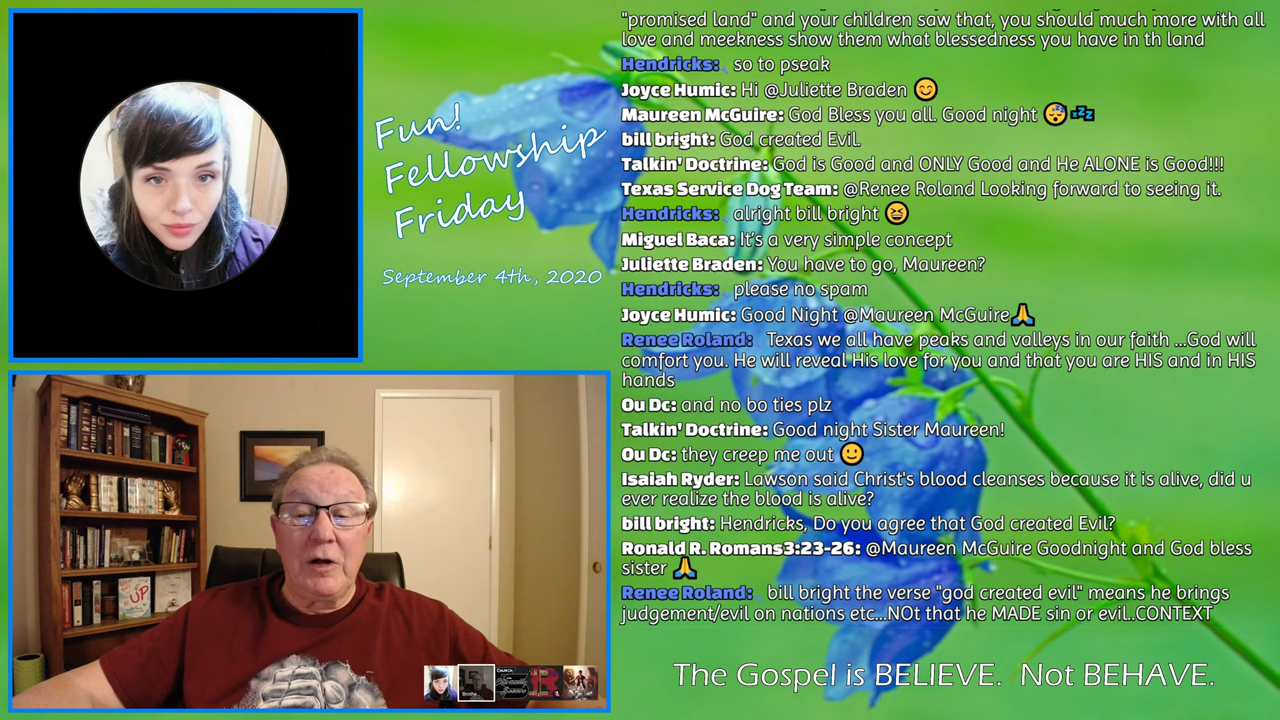 Fun!
Fellowship
Friday
September 4th, 2020
"promised land" and your children saw that, you should much more with all
love and meekness show them what blessedness you have in th land
Hendricks: so to pseak
Joyce Humic: Hi @Juliette Braden 😊
Maureen McGuire: God Bless you all. Good night 😴💤
bill bright: God created Evil.
Talkin' Doctrine: God is Good and ONLY Good and He ALONE is Good!!!
Texas Service Dog Team: @Renee Roland Looking forward to seeing it.
Hendricks: alright bill bright 😆
Miguel Baca: It's a very simple concept
Juliette Braden: You have to go, Maureen?
Hendricks: please no spam
Joyce Humic: Good Night @Maureen McGuire🙏
Renee Roland: Texas we all have peaks and valleys in our faith ...God will
comfort you. He will reveal His love for you and that you are HIS and in HIS
hands
Ou Dc: and no bo ties plz
Talkin' Doctrine: Good night Sister Maureen!
Ou Dc: they creep me out 🙂
Isaiah Ryder: Lawson said Christ's blood cleanses because it is alive, did u
ever realize the blood is alive?
bill bright: Hendricks, Do you agree that God created Evil?
Ronald R. Romans3:23-26: @Maureen McGuire Goodnight and God bless
sister 🙏
Renee Roland: bill bright the verse "god created evil" means he brings
judgement/evil on nations etc...NOt that he MADE sin or evil..CONTEXT
The Gospel is BELIEVE. Not BEHAVE.
UP
Brothe...
CHURCH